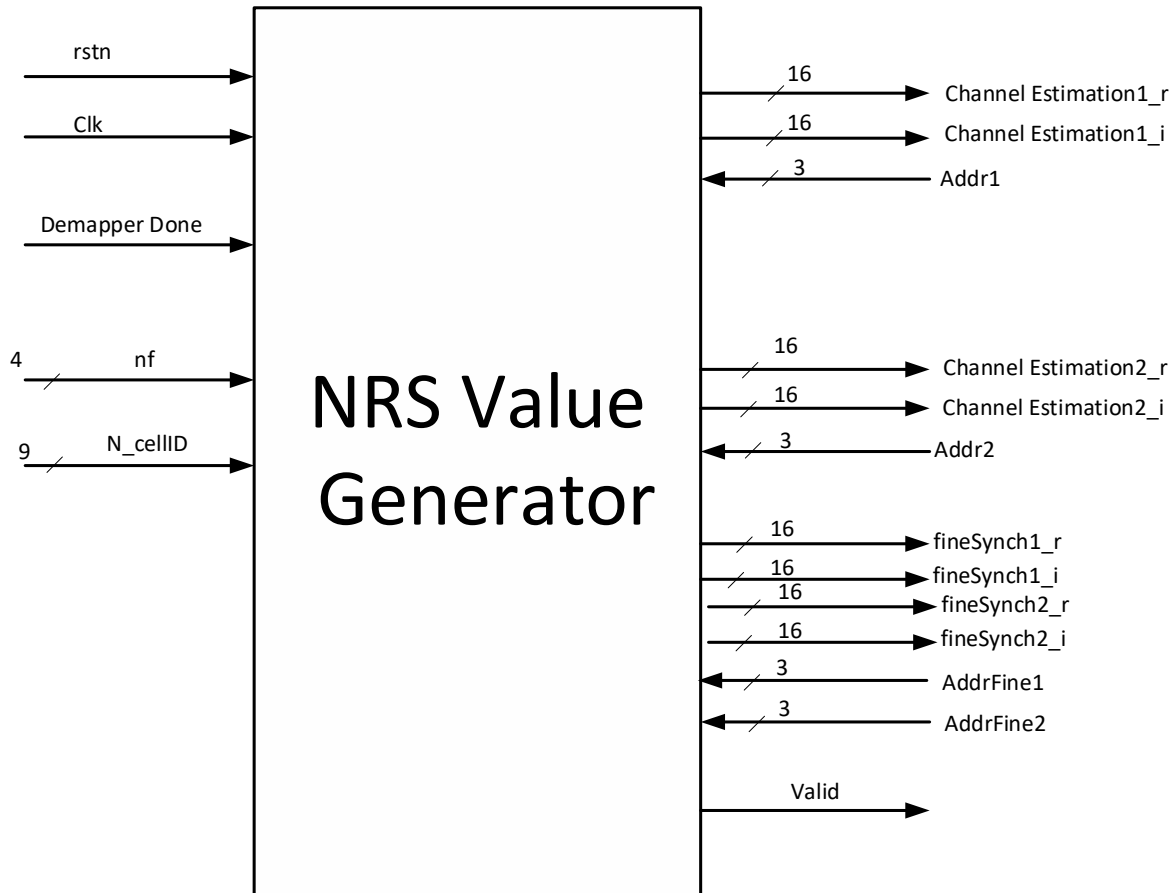 rstn
Clk
Demapper Done
4 nf
9 N_cellID
NRS Value
Generator
16 Channel Estimation1_r
16 Channel Estimation1_i
3 Addr1
16 Channel Estimation2_r
16 Channel Estimation2_i
3 Addr2
16 fineSynch1_r
16 fineSynch1_i
16 fineSynch2_r
16 fineSynch2_i
3 AddrFine1
3 AddrFine2
Valid